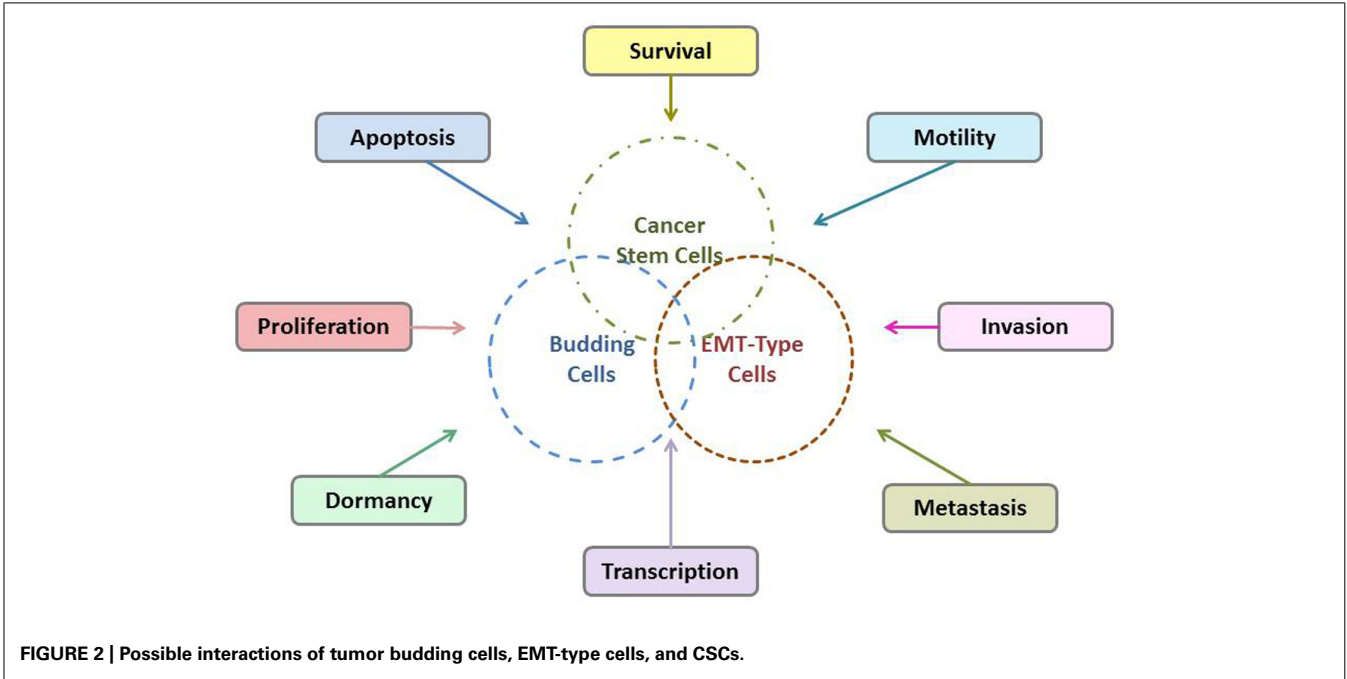 Survival
Apoptosis
Motility
Cancer
Stem Cells
Proliferation
Invasion
Budding
Cells
EMT-Type
Cells
Dormancy
Metastasis
Transcription
FIGURE 2 | Possible interactions of tumor budding cells, EMT-type cells, and CSCs.